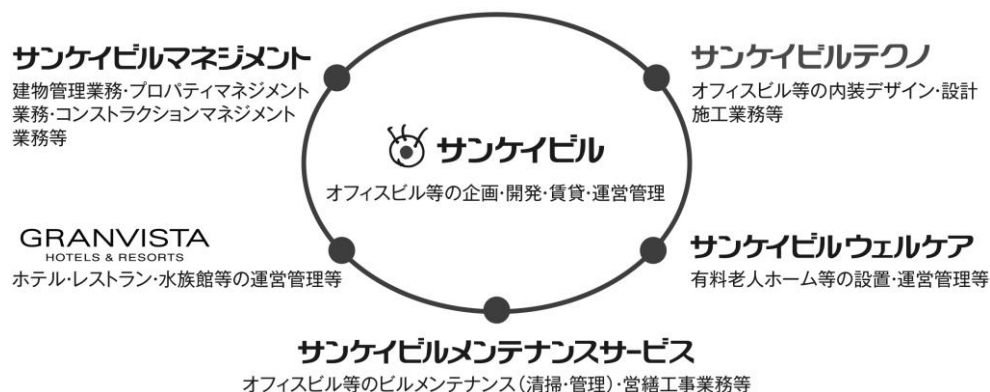 サンケイビルマネジメント
建物管理業務･プロパティマネジメント
業務･コンストラクションマネジメント
業務等
サンケイビルテクノ
オフィスビル等の内装デザイン･設計
施工業務等
サンケイビル
オフィスビル等の企画･開発･賃貸･運営管理
GRANVISTA
HOTELS & RESORTS
ホテル･レストラン･水族館等の運営管理等
サンケイビルウェルケア
有料老人ホーム等の設置･運営管理等
サンケイビルメンテナンスサービス
オフィスビル等のビルメンテナンス（清掃･管理）･営繕工事業務等